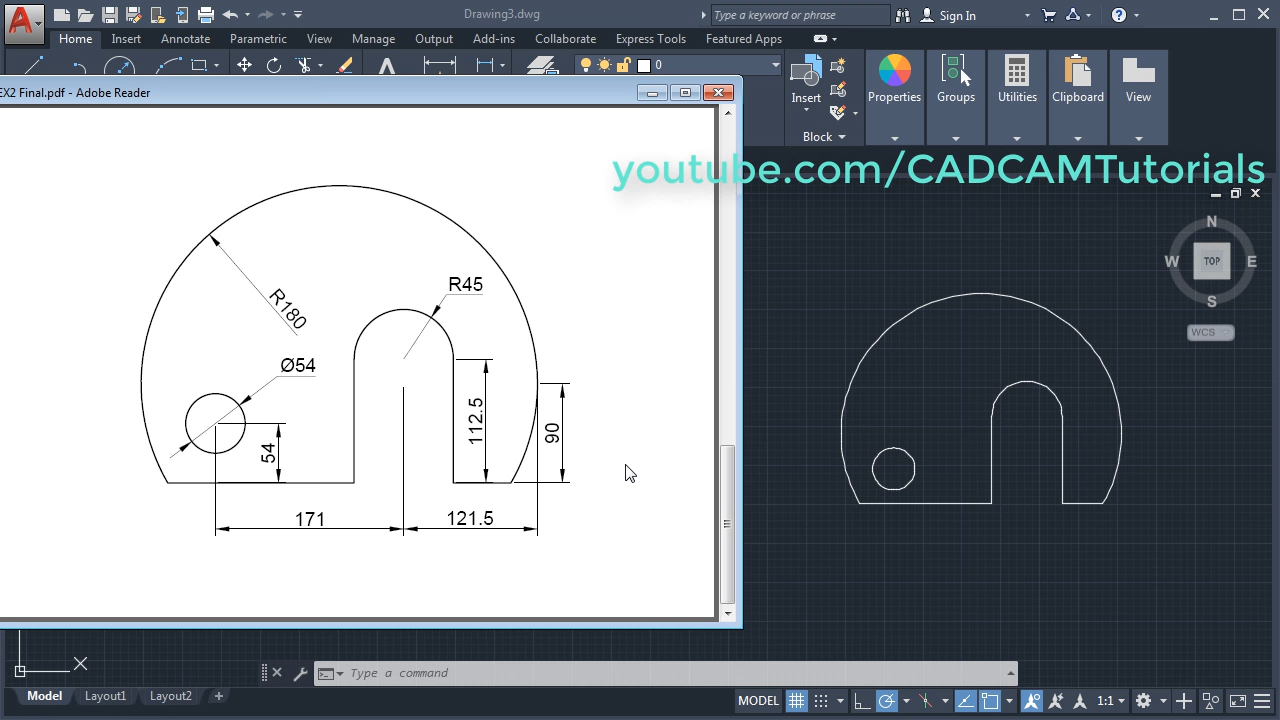 Drawing3.dwg
Type a keyword or phrase
Sign In
Home Insert Annotate Parametric View Manage Output Add-ins Collaborate Express Tools Featured Apps
0
Insert
Properties
Groups
Utilities
Clipboard
View
Block
EX2 Final.pdf - Adobe Reader
youtube.com/CADCAMTutorials
N
W TOP E
S
WCS
R180
R45
Ø54
54
112.5
90
171
121.5
Type a command
Model Layout1 Layout2 +
MODEL
1:1